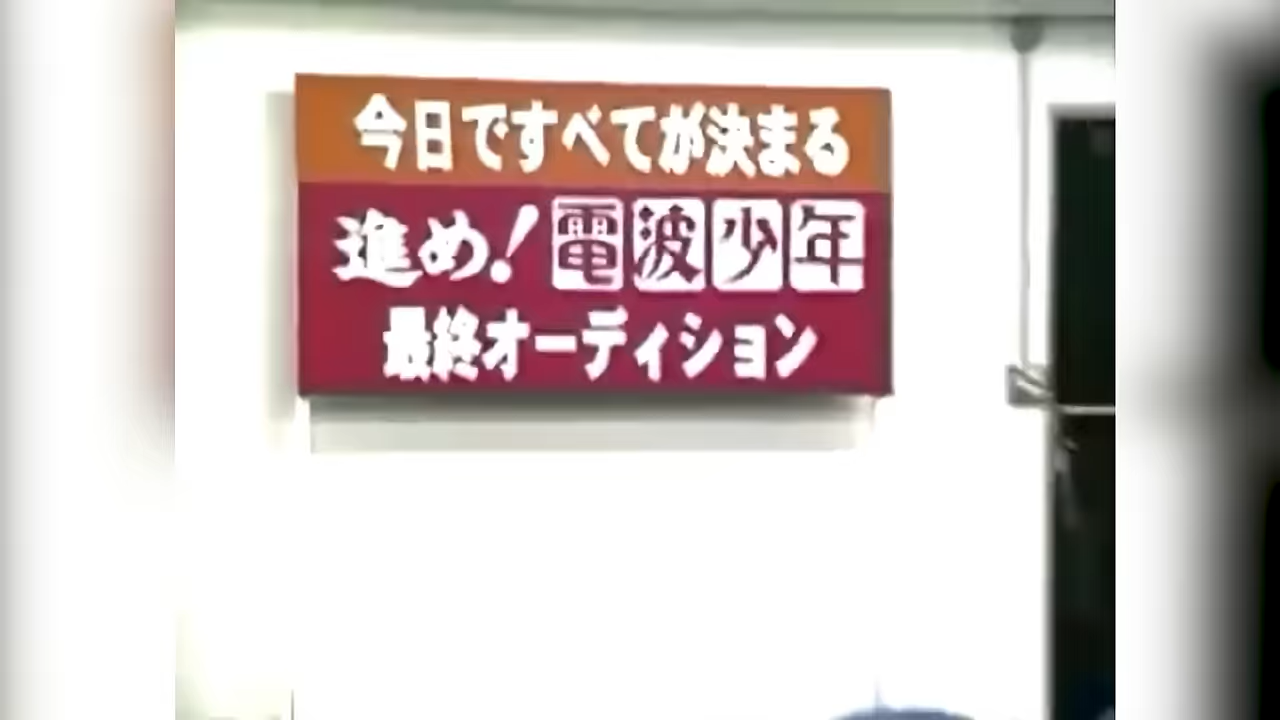 今日ですべてが決まる
進め!電波少年
最終オーディション